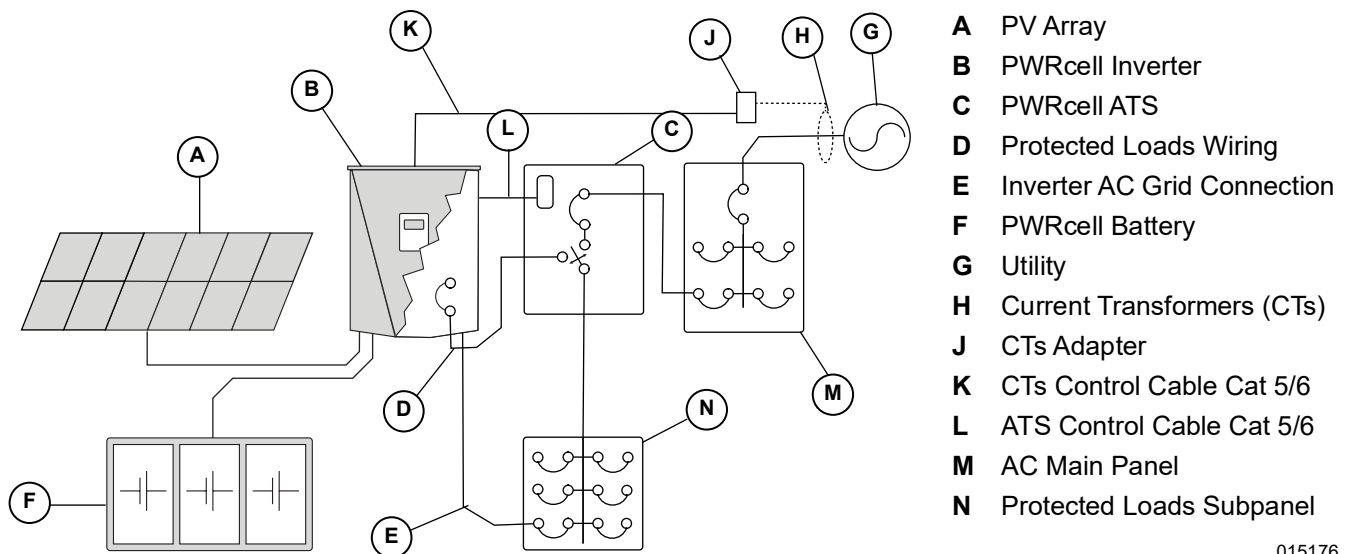 K
J
H
G
B
L
C
A
D
N
M
F
E
A PV Array
B PWRcell Inverter
C PWRcell ATS
D Protected Loads Wiring
E Inverter AC Grid Connection
F PWRcell Battery
G Utility
H Current Transformers (CTs)
J CTs Adapter
K CTs Control Cable Cat 5/6
L ATS Control Cable Cat 5/6
M AC Main Panel
N Protected Loads Subpanel
015176